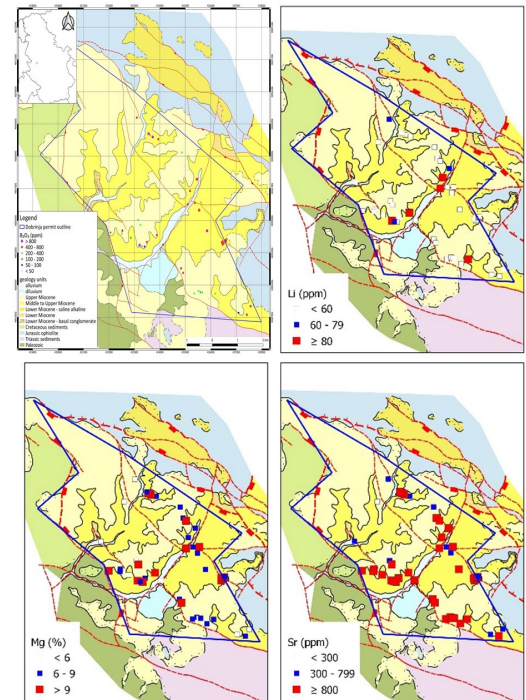 Legend
Dobrinja permit outline
B₂O₃ (ppm)
> 800
400 - 800
200 - 400
100 - 200
50 - 100
< 50
geology units
alluvium
diluvium
Upper Miocene
Middle to Upper Miocene
Lower Miocene - saline alkaline
Lower Miocene
Lower Miocene - basal conglomerate
Cretaceous sediments
Jurassic ophiolite
Triassic sediments
Paleozoic
Li (ppm)
< 60
60 - 79
≥ 80
Mg (%)
< 6
6 - 9
> 9
Sr (ppm)
< 300
300 - 799
≥ 800